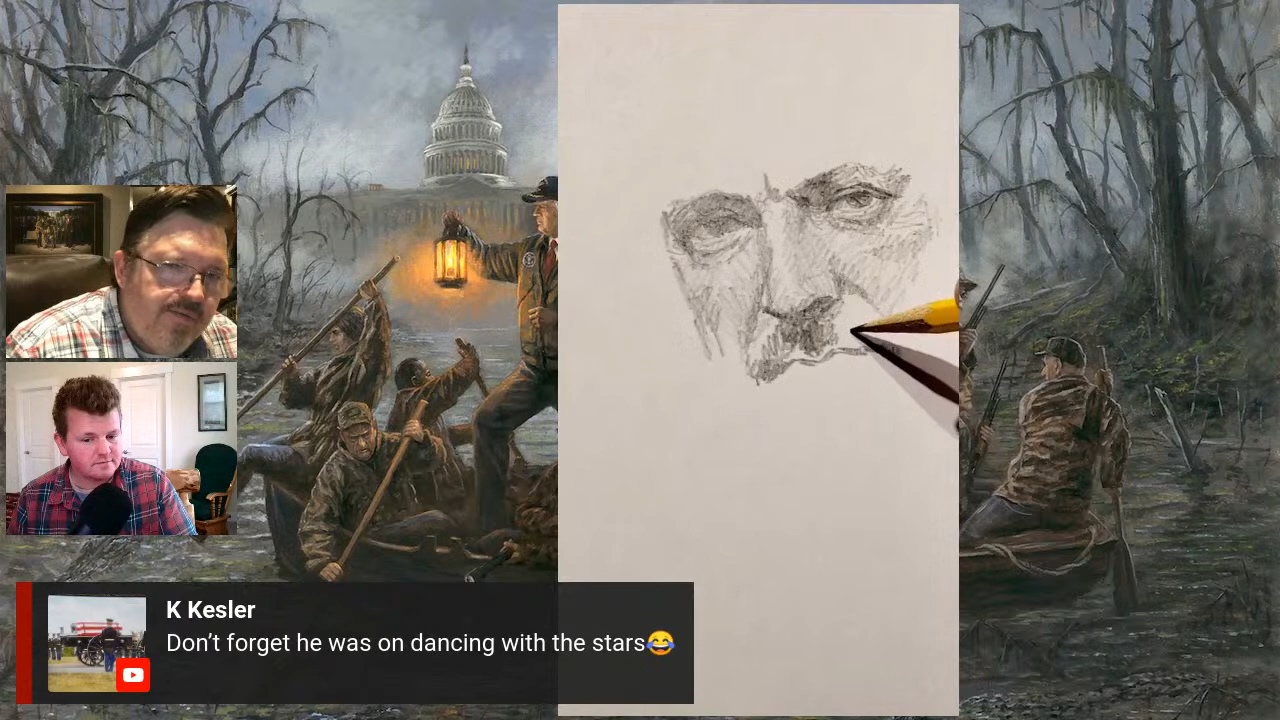 K Kesler
Don’t forget he was on dancing with the stars😂